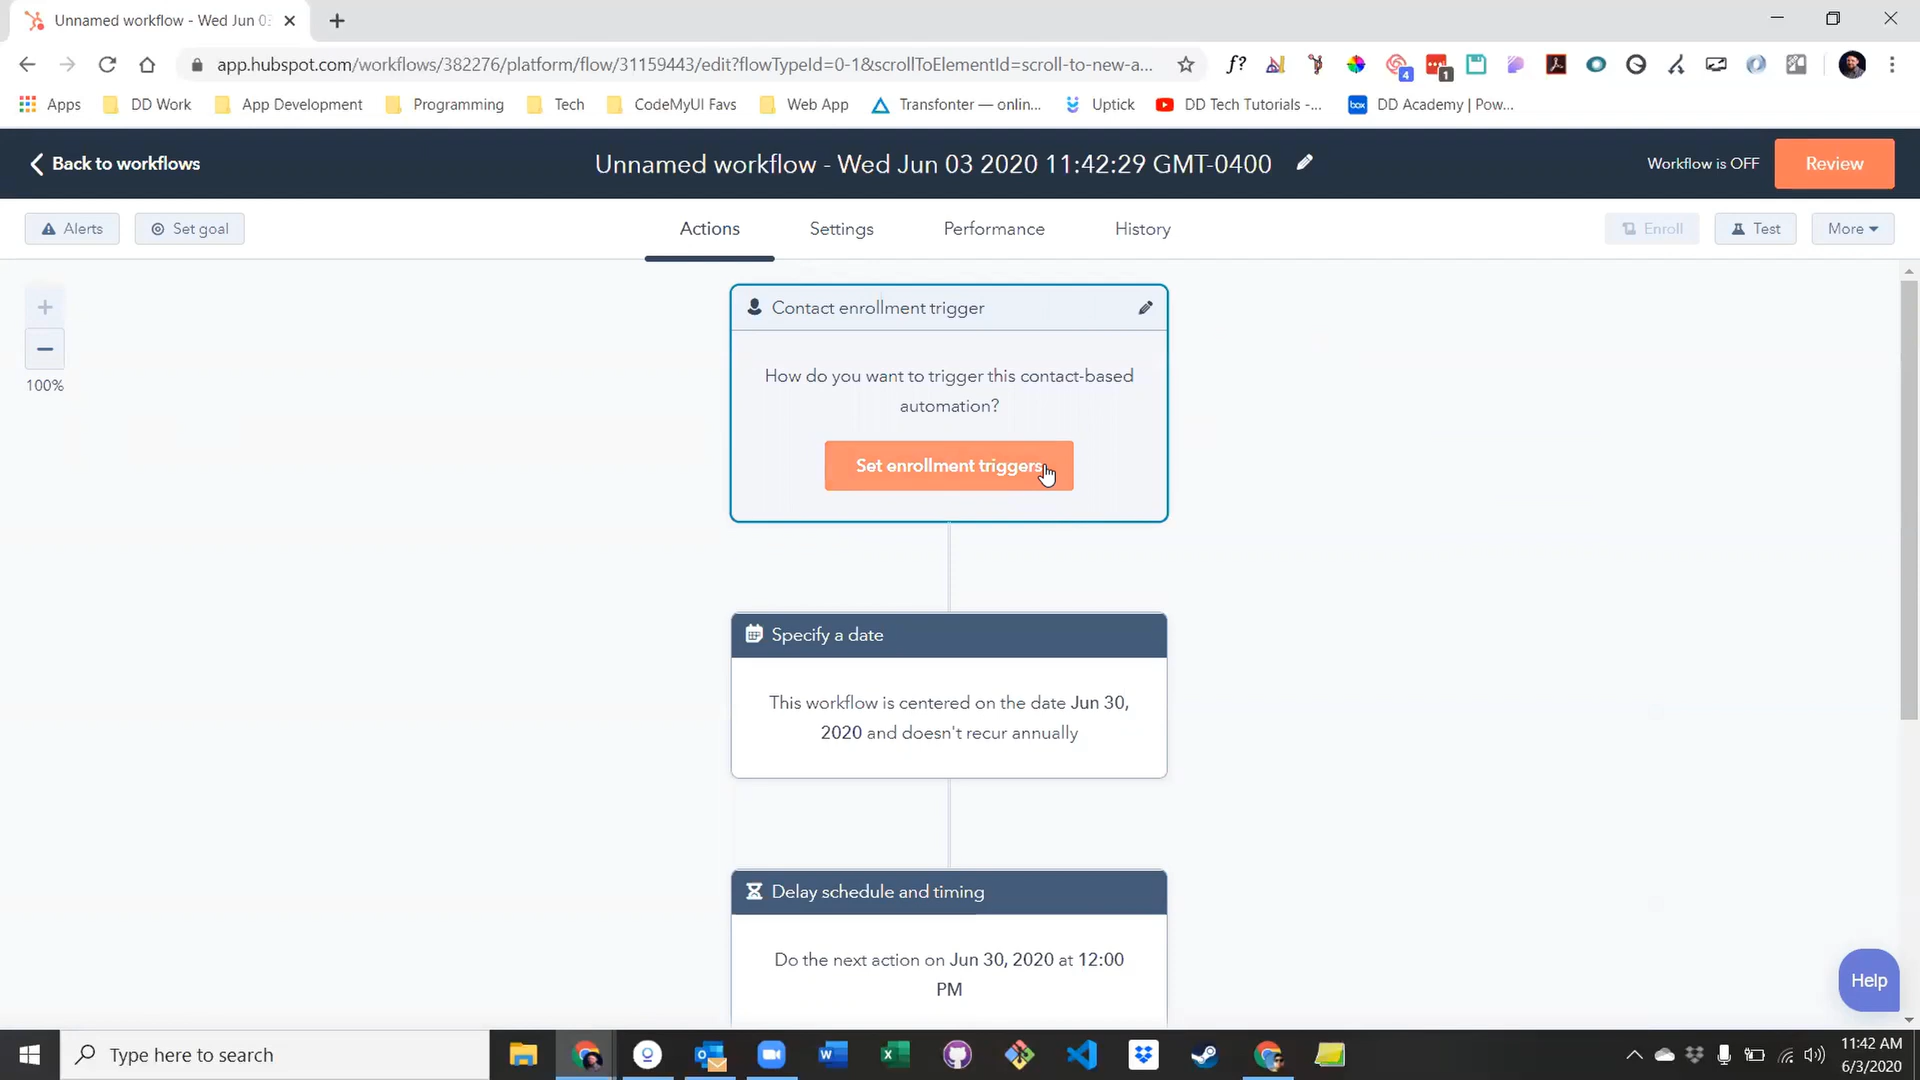 Unnamed workflow - Wed Jun 03
app.hubspot.com/workflows/382276/platform/flow/31159443/edit?flowTypeId=0-1&scrollToElementId=scroll-to-new-a...
f?
4
1
Apps
DD Work
App Development
Programming
Tech
CodeMyUI Favs
Web App
Transfonter — onlin...
Uptick
DD Tech Tutorials -...
box
DD Academy | Pow...
Back to workflows
Unnamed workflow - Wed Jun 03 2020 11:42:29 GMT-0400
Workflow is OFF
Review
Alerts
Set goal
Actions
Settings
Performance
History
Enroll
Test
More
100%
Contact enrollment trigger
How do you want to trigger this contact-based
automation?
Set enrollment triggers
Specify a date
This workflow is centered on the date Jun 30,
2020 and doesn't recur annually
Delay schedule and timing
Do the next action on Jun 30, 2020 at 12:00
PM
Help
Type here to search
11:42 AM
6/3/2020